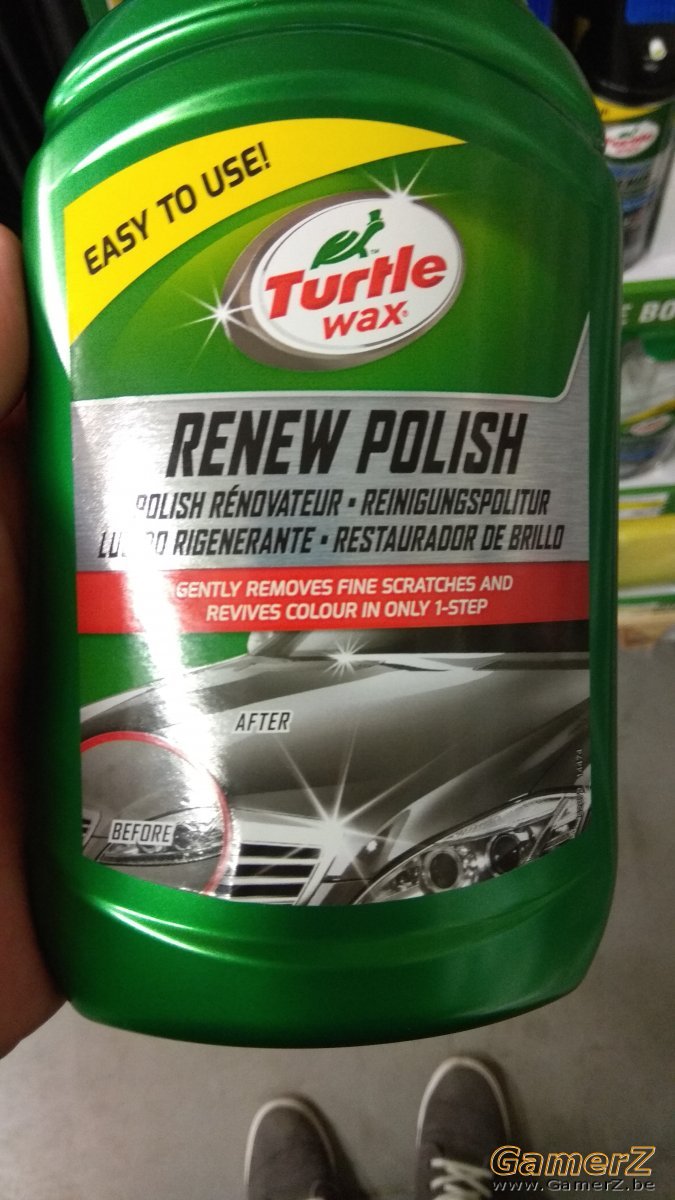 EASY TO USE!
Turtle
wax
RENEW POLISH
POLISH RÉNOVATEUR • REINIGUNGSPOLITUR
RIGENERANTE • RESTAURADOR DE BRILLO
GENTLY REMOVES FINE SCRATCHES AND
REVIVES COLOUR IN ONLY 1-STEP
AFTER
BEFORE
E BO
GamerZ
www.GamerZ.be